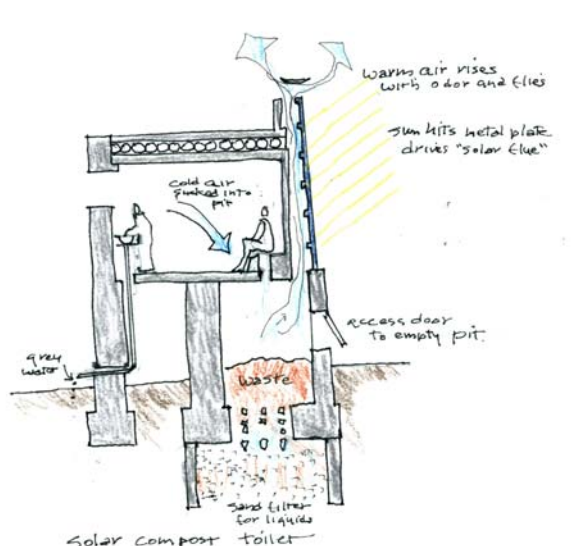 warm air rises
with odor and flies
sun hits metal plate
drives "solar flue"
cold air
sucked into
pit
access door
to empty pit.
grey
water
waste
sand filter
for liquids
solar compost toilet